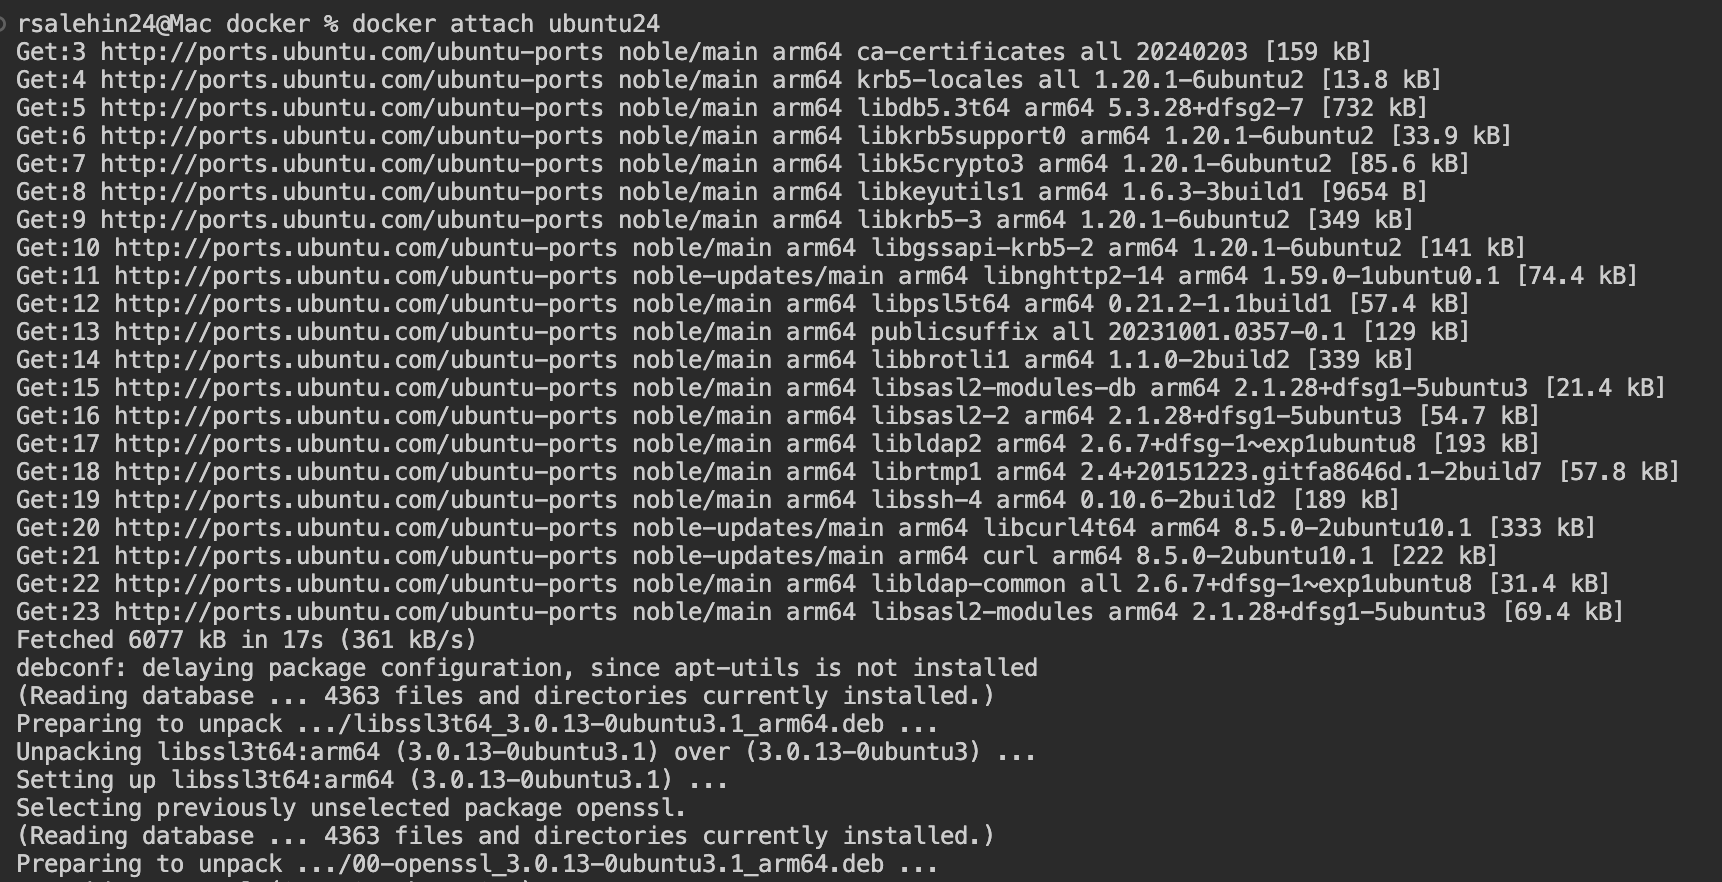 rsalehin24@Mac docker % docker attach ubuntu24
Get:3 http://ports.ubuntu.com/ubuntu-ports noble/main arm64 ca-certificates all 20240203 [159 kB]
Get:4 http://ports.ubuntu.com/ubuntu-ports noble/main arm64 krb5-locales all 1.20.1-6ubuntu2 [13.8 kB]
Get:5 http://ports.ubuntu.com/ubuntu-ports noble/main arm64 libdb5.3t64 arm64 5.3.28+dfsg2-7 [732 kB]
Get:6 http://ports.ubuntu.com/ubuntu-ports noble/main arm64 libkrb5support0 arm64 1.20.1-6ubuntu2 [33.9 kB]
Get:7 http://ports.ubuntu.com/ubuntu-ports noble/main arm64 libk5crypto3 arm64 1.20.1-6ubuntu2 [85.6 kB]
Get:8 http://ports.ubuntu.com/ubuntu-ports noble/main arm64 libkeyutils1 arm64 1.6.3-3build1 [9654 B]
Get:9 http://ports.ubuntu.com/ubuntu-ports noble/main arm64 libkrb5-3 arm64 1.20.1-6ubuntu2 [349 kB]
Get:10 http://ports.ubuntu.com/ubuntu-ports noble/main arm64 libgssapi-krb5-2 arm64 1.20.1-6ubuntu2 [141 kB]
Get:11 http://ports.ubuntu.com/ubuntu-ports noble-updates/main arm64 libnghttp2-14 arm64 1.59.0-1ubuntu0.1 [74.4 kB]
Get:12 http://ports.ubuntu.com/ubuntu-ports noble/main arm64 libpsl5t64 arm64 0.21.2-1.1build1 [57.4 kB]
Get:13 http://ports.ubuntu.com/ubuntu-ports noble/main arm64 publicsuffix all 20231001.0357-0.1 [129 kB]
Get:14 http://ports.ubuntu.com/ubuntu-ports noble/main arm64 libbrotli1 arm64 1.1.0-2build2 [339 kB]
Get:15 http://ports.ubuntu.com/ubuntu-ports noble/main arm64 libsasl2-modules-db arm64 2.1.28+dfsg1-5ubuntu3 [21.4 kB]
Get:16 http://ports.ubuntu.com/ubuntu-ports noble/main arm64 libsasl2-2 arm64 2.1.28+dfsg1-5ubuntu3 [54.7 kB]
Get:17 http://ports.ubuntu.com/ubuntu-ports noble/main arm64 libldap2 arm64 2.6.7+dfsg-1~exp1ubuntu8 [193 kB]
Get:18 http://ports.ubuntu.com/ubuntu-ports noble/main arm64 librtmp1 arm64 2.4+20151223.gitfa8646d.1-2build7 [57.8 kB]
Get:19 http://ports.ubuntu.com/ubuntu-ports noble/main arm64 libssh-4 arm64 0.10.6-2build2 [189 kB]
Get:20 http://ports.ubuntu.com/ubuntu-ports noble-updates/main arm64 libcurl4t64 arm64 8.5.0-2ubuntu10.1 [333 kB]
Get:21 http://ports.ubuntu.com/ubuntu-ports noble-updates/main arm64 curl arm64 8.5.0-2ubuntu10.1 [222 kB]
Get:22 http://ports.ubuntu.com/ubuntu-ports noble/main arm64 libldap-common all 2.6.7+dfsg-1~exp1ubuntu8 [31.4 kB]
Get:23 http://ports.ubuntu.com/ubuntu-ports noble/main arm64 libsasl2-modules arm64 2.1.28+dfsg1-5ubuntu3 [69.4 kB]
Fetched 6077 kB in 17s (361 kB/s)
debconf: delaying package configuration, since apt-utils is not installed
(Reading database ... 4363 files and directories currently installed.)
Preparing to unpack .../libssl3t64_3.0.13-0ubuntu3.1_arm64.deb ...
Unpacking libssl3t64:arm64 (3.0.13-0ubuntu3.1) over (3.0.13-0ubuntu3) ...
Setting up libssl3t64:arm64 (3.0.13-0ubuntu3.1) ...
Selecting previously unselected package openssl.
(Reading database ... 4363 files and directories currently installed.)
Preparing to unpack .../00-openssl_3.0.13-0ubuntu3.1_arm64.deb ...